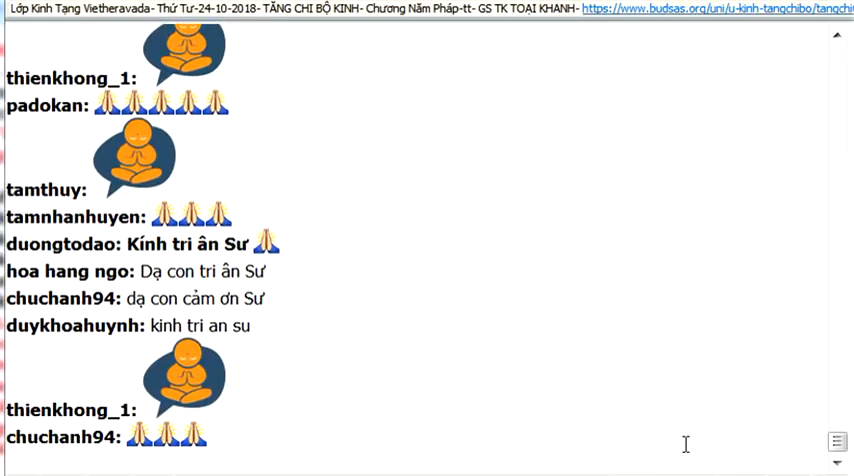 Lớp Kinh Tạng Vietheravada- Thứ Tư-24-10-2018- TĂNG CHI BỘ KINH- Chương Năm Pháp-tt- GS TK TOẠI KHANH- https://www.budsas.org/uni/u-kinh-tangchibo/tangchi
thienkhong_1:
padokan: 🙏🙏🙏🙏🙏
tamthuy:
tamnhanhuyen: 🙏🙏🙏
duongtodao: Kính tri ân Sư 🙏
hoa hang ngo: Dạ con tri ân Sư
chuchanh94: dạ con cảm ơn Sư
duykhoahuynh: kinh tri an su
thienkhong_1:
chuchanh94: 🙏🙏🙏